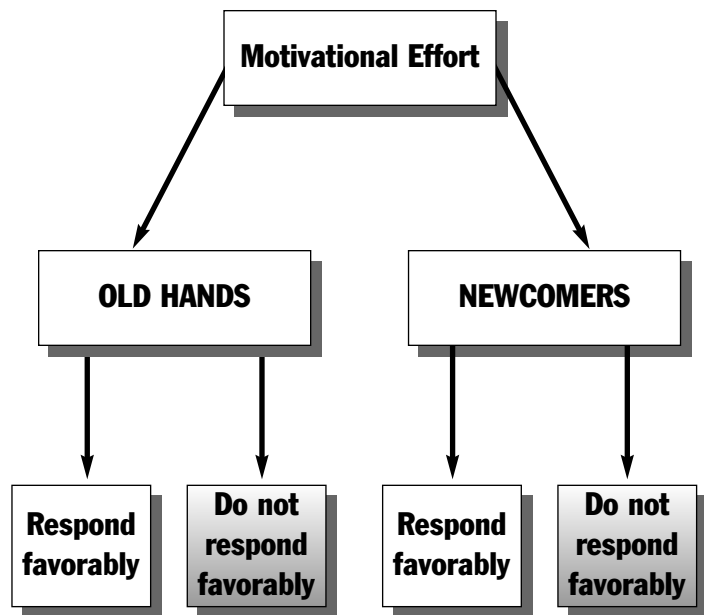 Motivational Effort
OLD HANDS
NEWCOMERS
Respond
favorably
Do not
respond
favorably
Respond
favorably
Do not
respond
favorably